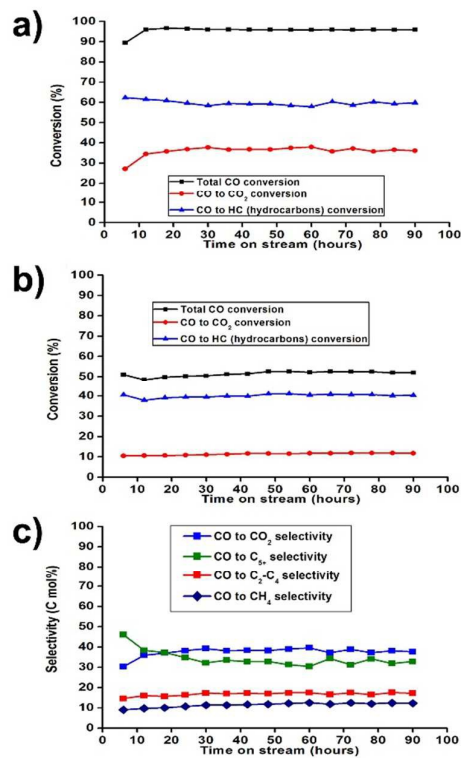 a)
100
90
80
70
60
50
40
30
20
10
0
Conversion (%)
Total CO conversion
CO to CO2 conversion
CO to HC (hydrocarbons) conversion
0 10 20 30 40 50 60 70 80 90 100
Time on stream (hours)
b)
100
90
80
70
60
50
40
30
20
10
0
Conversion (%)
Total CO conversion
CO to CO2 conversion
CO to HC (hydrocarbons) conversion
0 10 20 30 40 50 60 70 80 90 100
Time on stream (hours)
c)
100
90
80
70
60
50
40
30
20
10
0
Selectivity (C mol%)
CO to CO2 selectivity
CO to C5+ selectivity
CO to C2-C4 selectivity
CO to CH4 selectivity
0 10 20 30 40 50 60 70 80 90 100
Time on stream (hours)